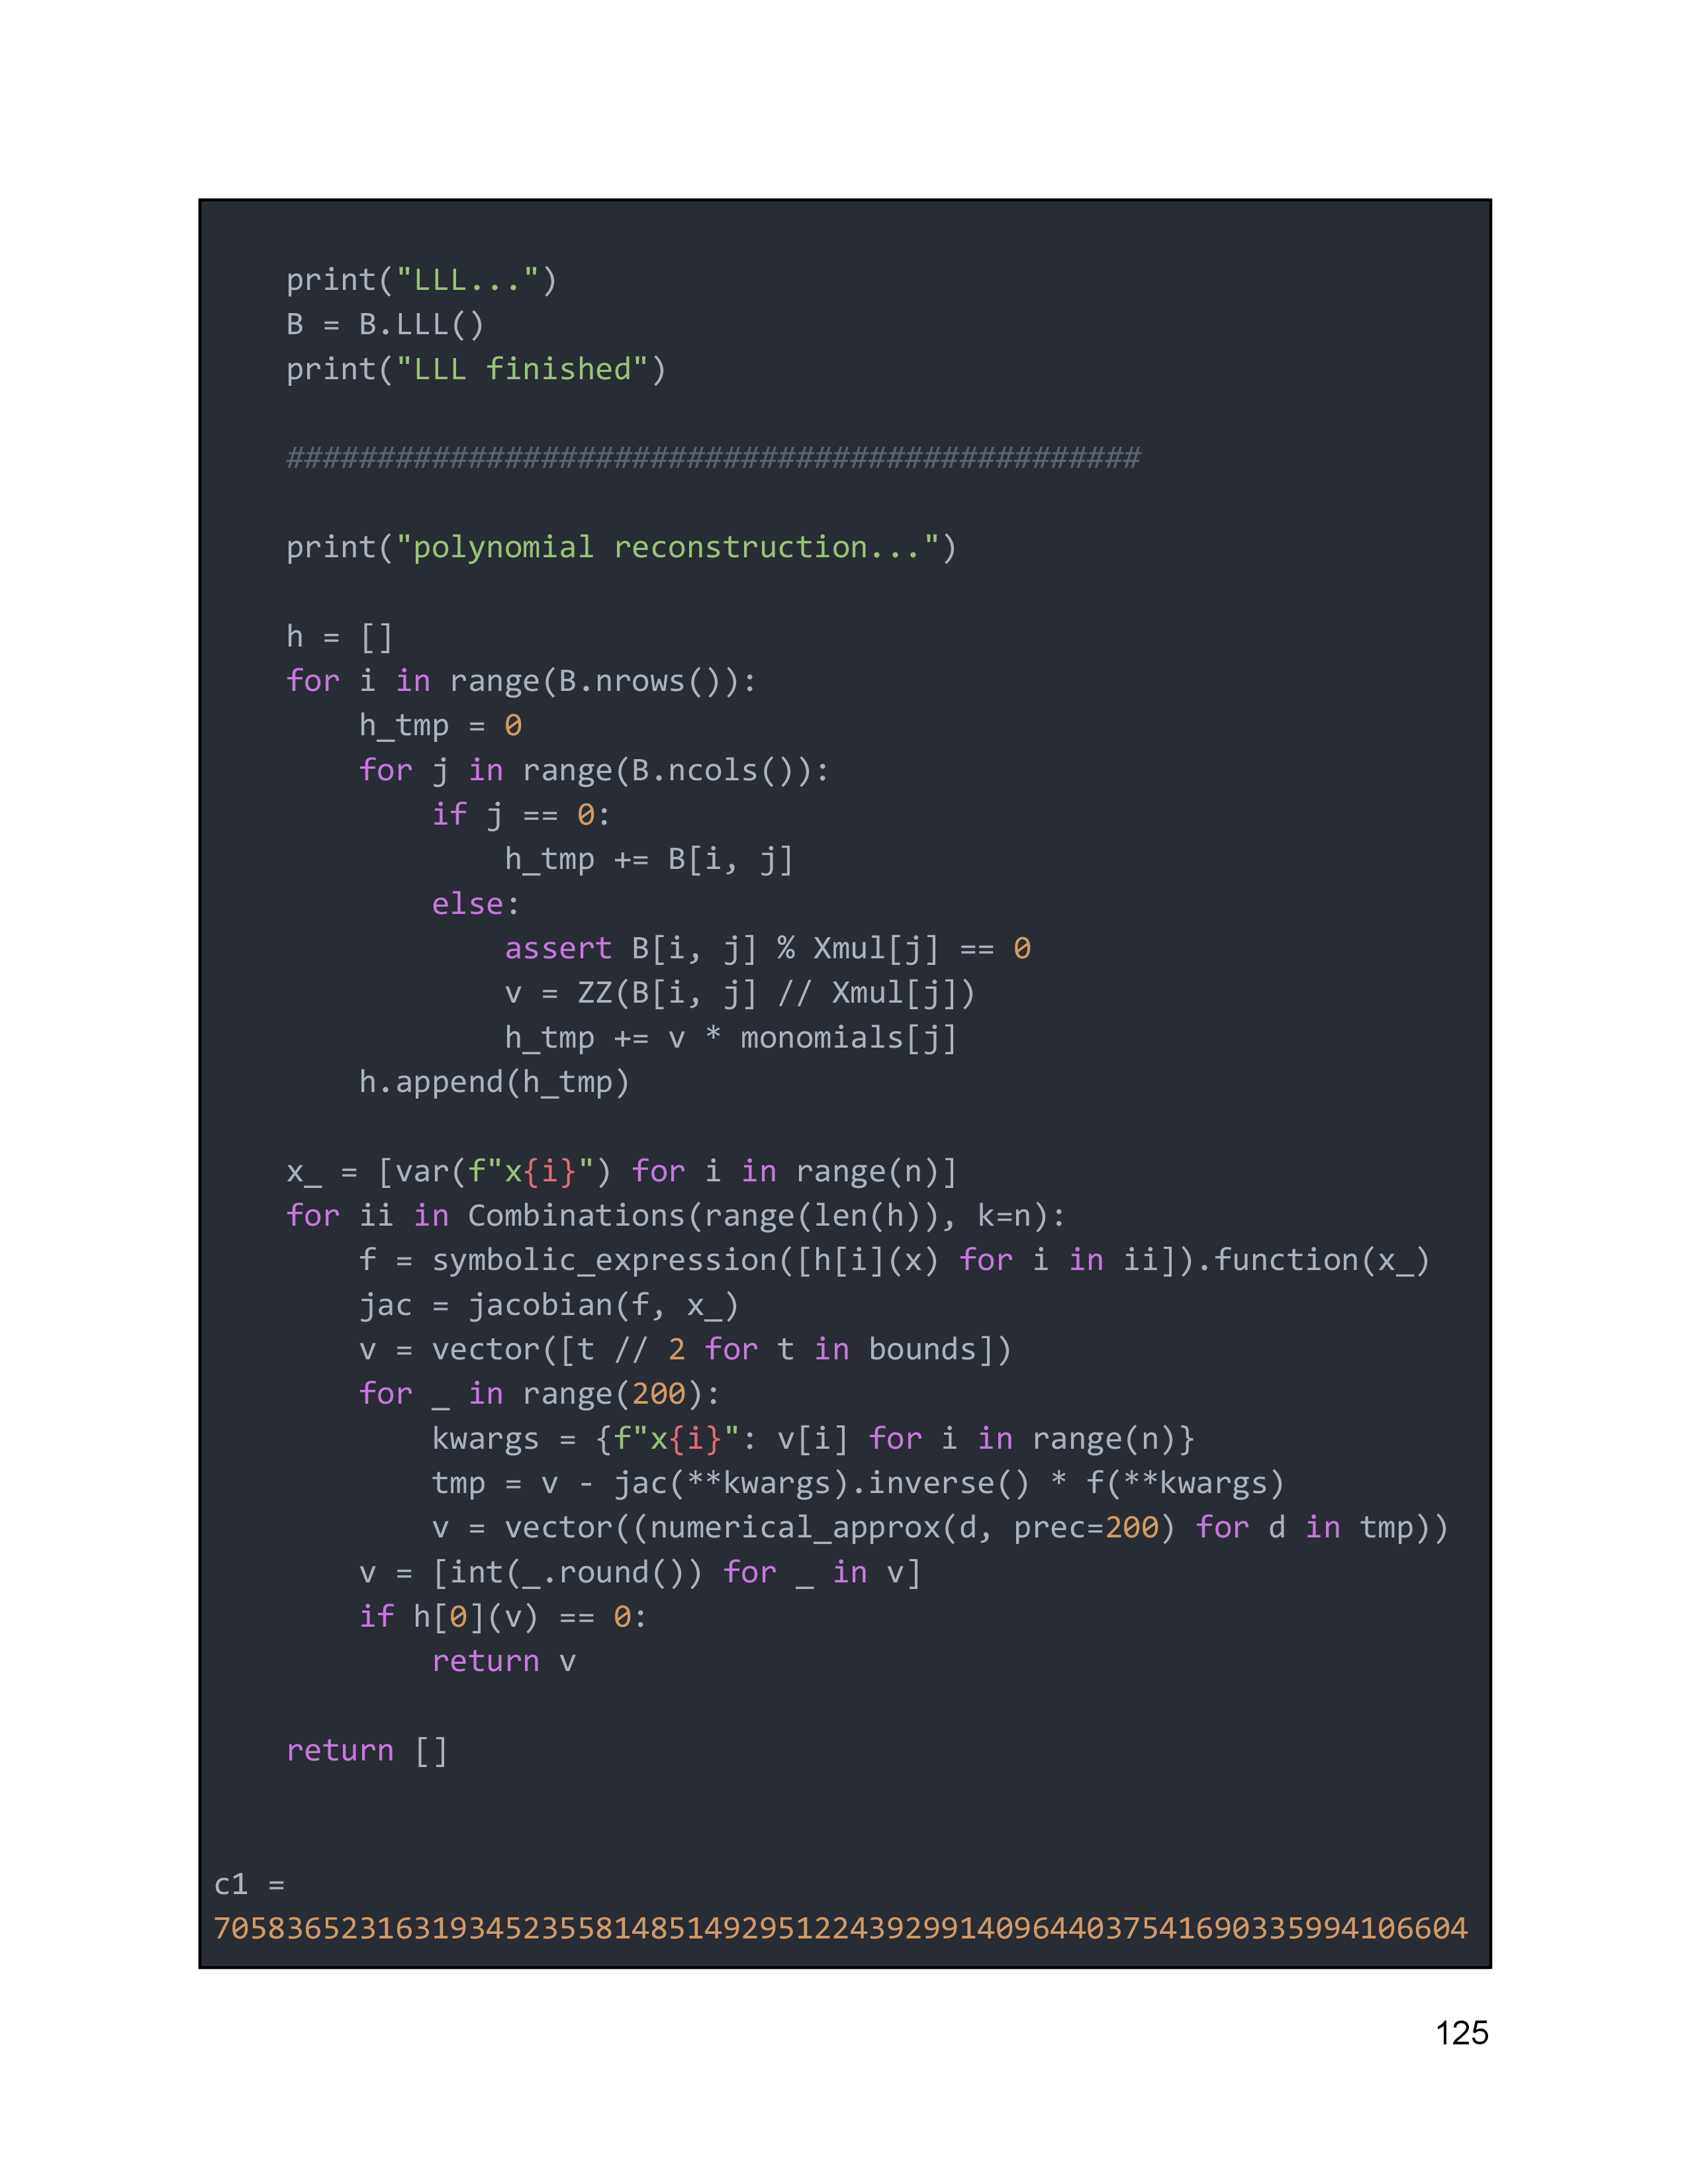 print("LLL...")
B = B.LLL()
print("LLL finished")
###############################################
print("polynomial reconstruction...")
h = []
for i in range(B.nrows()):
h_tmp = 0
for j in range(B.ncols()):
if j == 0:
h_tmp += B[i, j]
else:
assert B[i, j] % Xmul[j] == 0
v = ZZ(B[i, j] // Xmul[j])
h_tmp += v * monomials[j]
h.append(h_tmp)
x_ = [var(f"x{i}") for i in range(n)]
for ii in Combinations(range(len(h)), k=n):
f = symbolic_expression([h[i](x) for i in ii]).function(x_)
jac = jacobian(f, x_)
v = vector([t // 2 for t in bounds])
for _ in range(200):
kwargs = {f"x{i}": v[i] for i in range(n)}
tmp = v - jac(**kwargs).inverse() * f(**kwargs)
v = vector((numerical_approx(d, prec=200) for d in tmp))
v = [int(_.round()) for _ in v]
if h[0](v) == 0:
return v
return []
c1 =
705836523163193452355814851492951224392991409644037541690335994106604
125